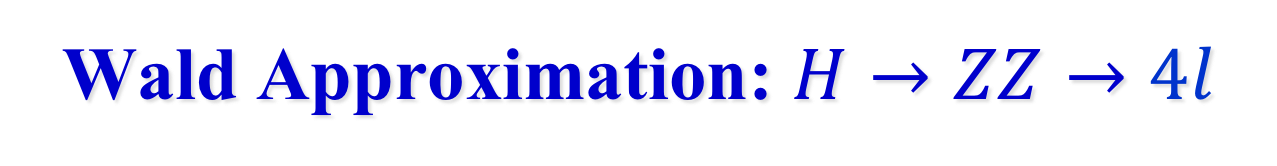 Wald Approximation: H → ZZ → 4l